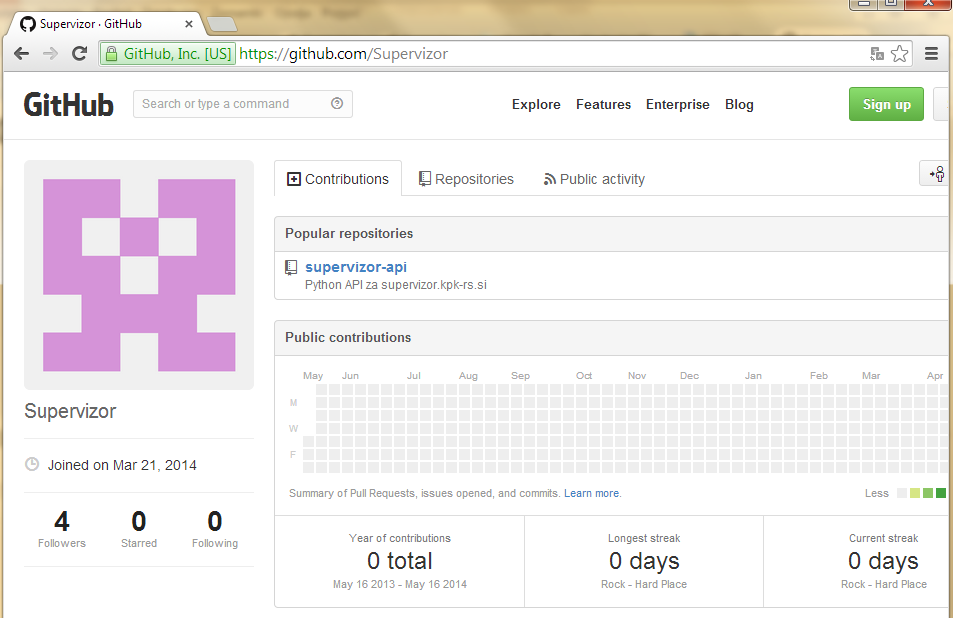 Supervizor · GitHub
GitHub, Inc. [US] https://github.com/Supervizor
GitHub
Search or type a command
Explore Features Enterprise Blog
Sign up
Contributions Repositories Public activity
Popular repositories
supervizor-api
Python API za supervizor.kpk-rs.si
Public contributions
May Jun Jul Aug Sep Oct Nov Dec Jan Feb Mar Apr
M
W
F
Summary of Pull Requests, issues opened, and commits. Learn more.
Less
Year of contributions
0 total
May 16 2013 - May 16 2014
Longest streak
0 days
Rock - Hard Place
Current streak
0 days
Rock - Hard Place
Supervizor
Joined on Mar 21, 2014
4 0 0
Followers Starred Following